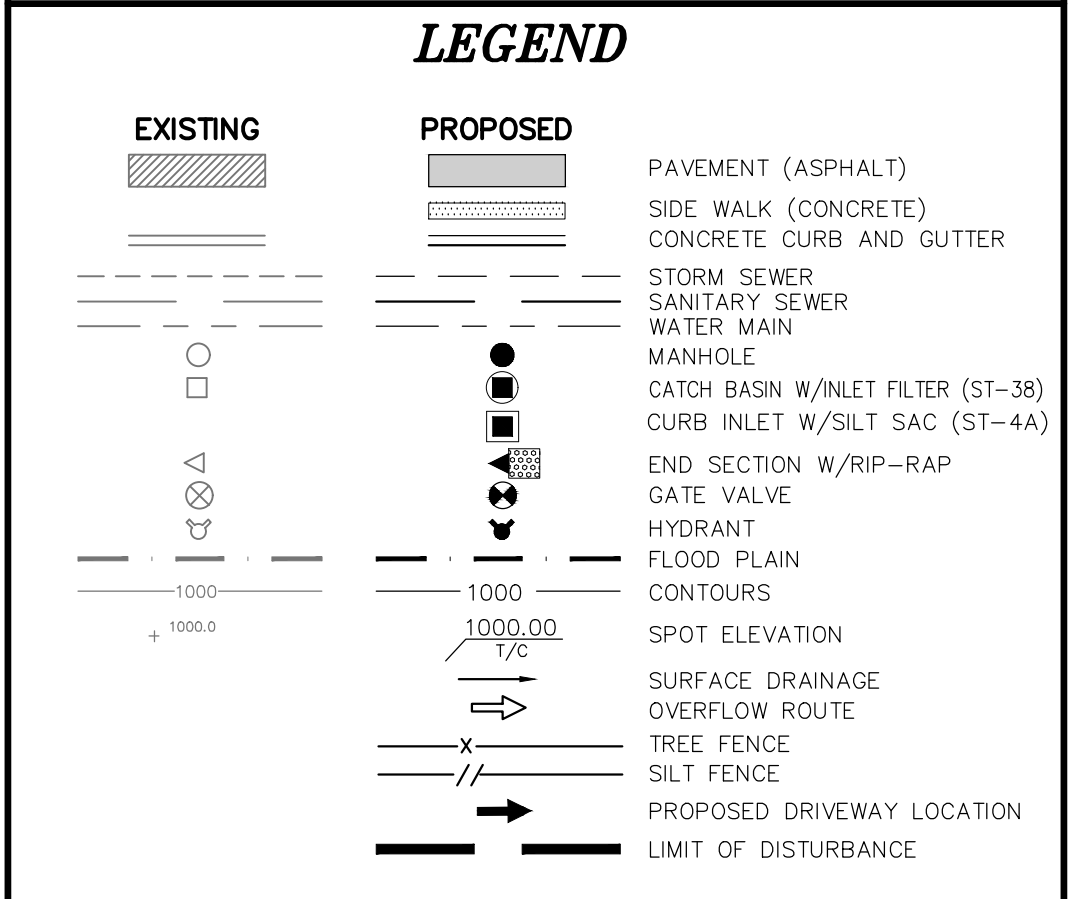 LEGEND
EXISTING PROPOSED
PAVEMENT (ASPHALT)
SIDE WALK (CONCRETE)
CONCRETE CURB AND GUTTER
STORM SEWER
SANITARY SEWER
WATER MAIN
MANHOLE
CATCH BASIN W/INLET FILTER (ST-38)
CURB INLET W/SILT SAC (ST-4A)
END SECTION W/RIP-RAP
GATE VALVE
HYDRANT
FLOOD PLAIN
1000 1000 CONTOURS
+ 1000.0 1000.00 SPOT ELEVATION
T/C
SURFACE DRAINAGE
OVERFLOW ROUTE
X TREE FENCE
// SILT FENCE
PROPOSED DRIVEWAY LOCATION
LIMIT OF DISTURBANCE